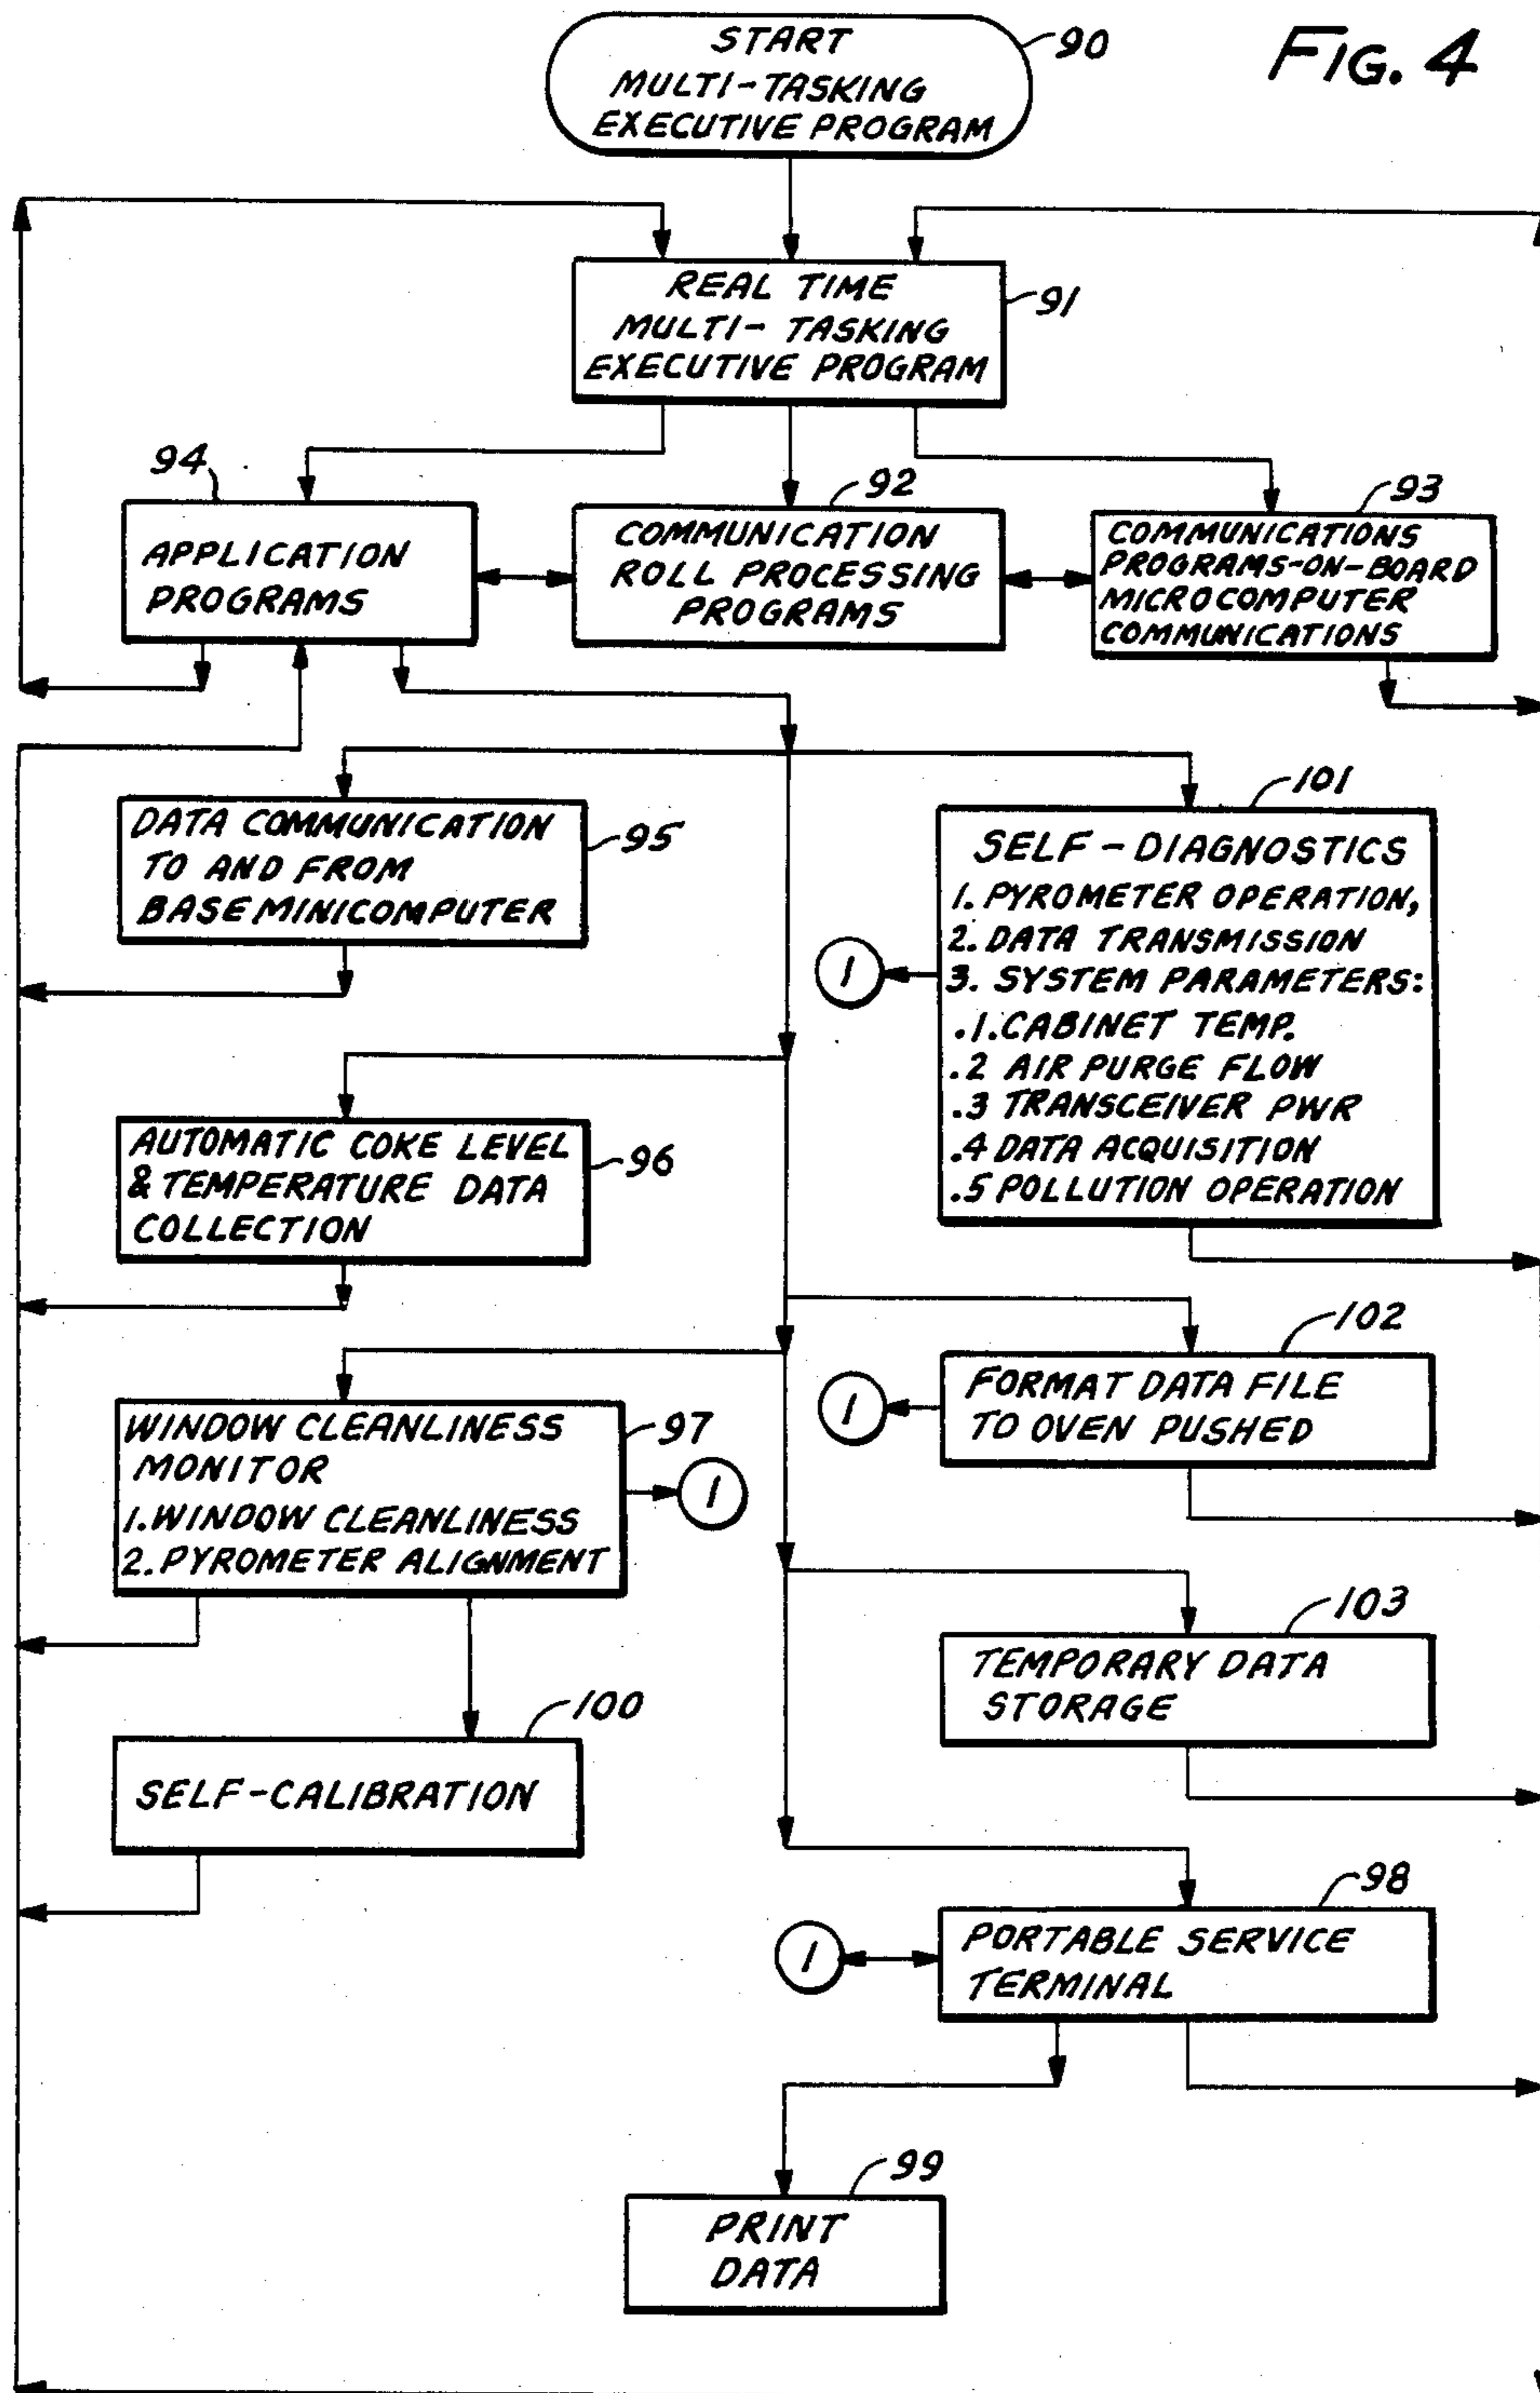 START
MULTI-TASKING
EXECUTIVE PROGRAM
90
FIG. 4
REAL TIME
MULTI- TASKING
EXECUTIVE PROGRAM
91
94
APPLICATION
PROGRAMS
92
COMMUNICATION
ROLL PROCESSING
PROGRAMS
93
COMMUNICATIONS
PROGRAMS-ON-BOARD
MICROCOMPUTER
COMMUNICATIONS
DATA COMMUNICATION
TO AND FROM
BASE MINICOMPUTER
95
101
SELF-DIAGNOSTICS
1. PYROMETER OPERATION,
2. DATA TRANSMISSION
3. SYSTEM PARAMETERS:
.1. CABINET TEMP.
.2 AIR PURGE FLOW
.3 TRANSCEIVER PWR
.4 DATA ACQUISITION
.5 POLLUTION OPERATION
1
AUTOMATIC COKE LEVEL
& TEMPERATURE DATA
COLLECTION
96
102
FORMAT DATA FILE
TO OVEN PUSHED
1
WINDOW CLEANLINESS
MONITOR
1. WINDOW CLEANLINESS
2. PYROMETER ALIGNMENT
97
1
103
TEMPORARY DATA
STORAGE
100
SELF-CALIBRATION
98
PORTABLE SERVICE
TERMINAL
1
99
PRINT
DATA